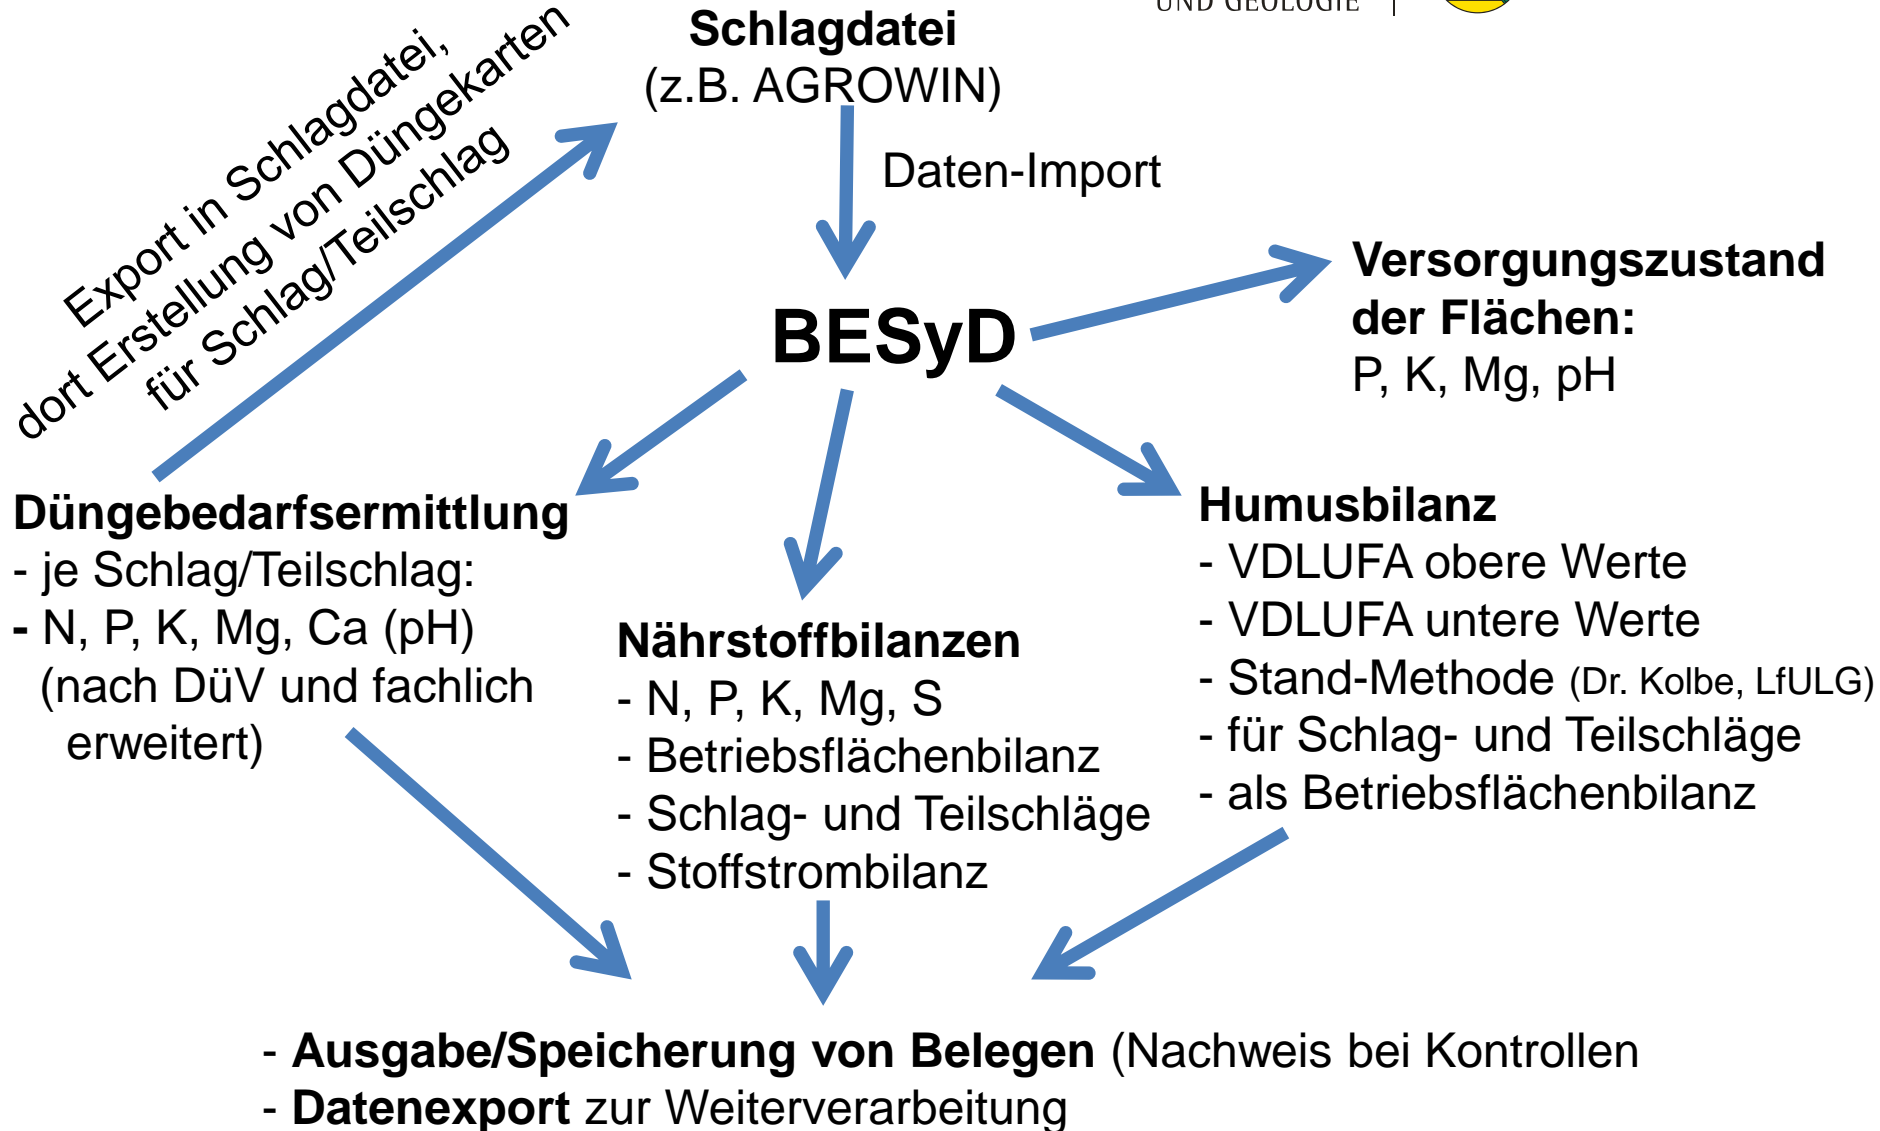 UND GEOLOGIE
Schlagdatei
(z.B. AGROWIN)
Export in Schlagdatei,
dort Erstellung von Düngekarten
für Schlag/Teilschlag
Daten-Import
BESyD
Versorgungszustand
der Flächen:
P, K, Mg, pH
Düngebedarfsermittlung
- je Schlag/Teilschlag:
- N, P, K, Mg, Ca (pH)
(nach DüV und fachlich
erweitert)
Nährstoffbilanzen
- N, P, K, Mg, S
- Betriebsflächenbilanz
- Schlag- und Teilschläge
- Stoffstrombilanz
Humusbilanz
- VDLUFA obere Werte
- VDLUFA untere Werte
- Stand-Methode (Dr. Kolbe, LfULG)
- für Schlag- und Teilschläge
- als Betriebsflächenbilanz
- Ausgabe/Speicherung von Belegen (Nachweis bei Kontrollen
- Datenexport zur Weiterverarbeitung